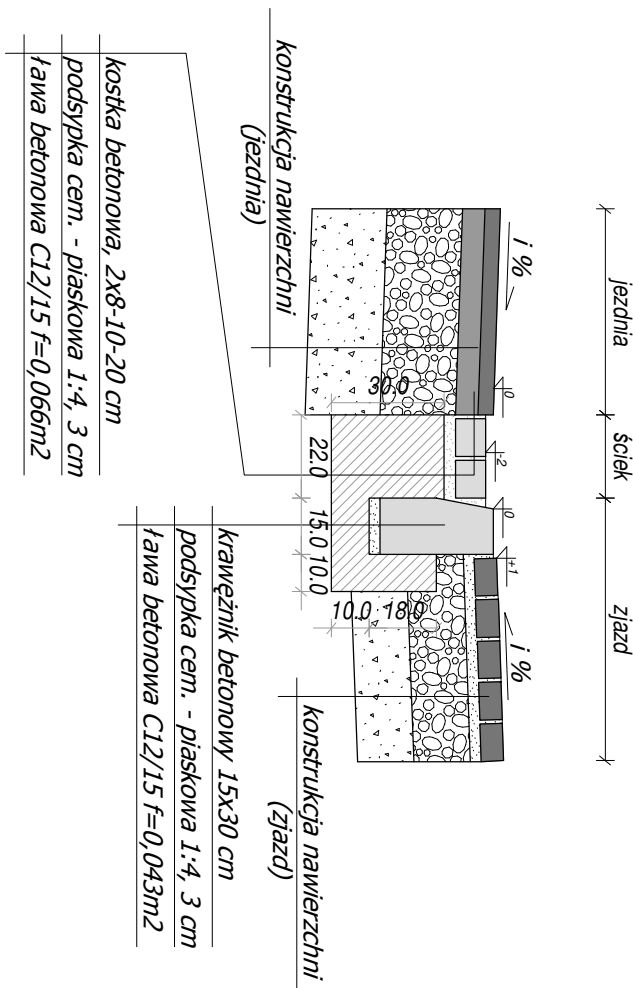 jezdnia
ściek
zjazd
i %
i %
0
-2
0
+1
30.0
22.0
15.0
10.0
10.0
18.0
konstrukcja nawierzchni
(jezdnia)
konstrukcja nawierzchni
(zjazd)
kostka betonowa, 2x8-10-20 cm
podsypka cem. - piaskowa 1:4, 3 cm
ława betonowa C12/15 f=0,066m2
krawężnik betonowy 15x30 cm
podsypka cem. - piaskowa 1:4, 3 cm
ława betonowa C12/15 f=0,043m2